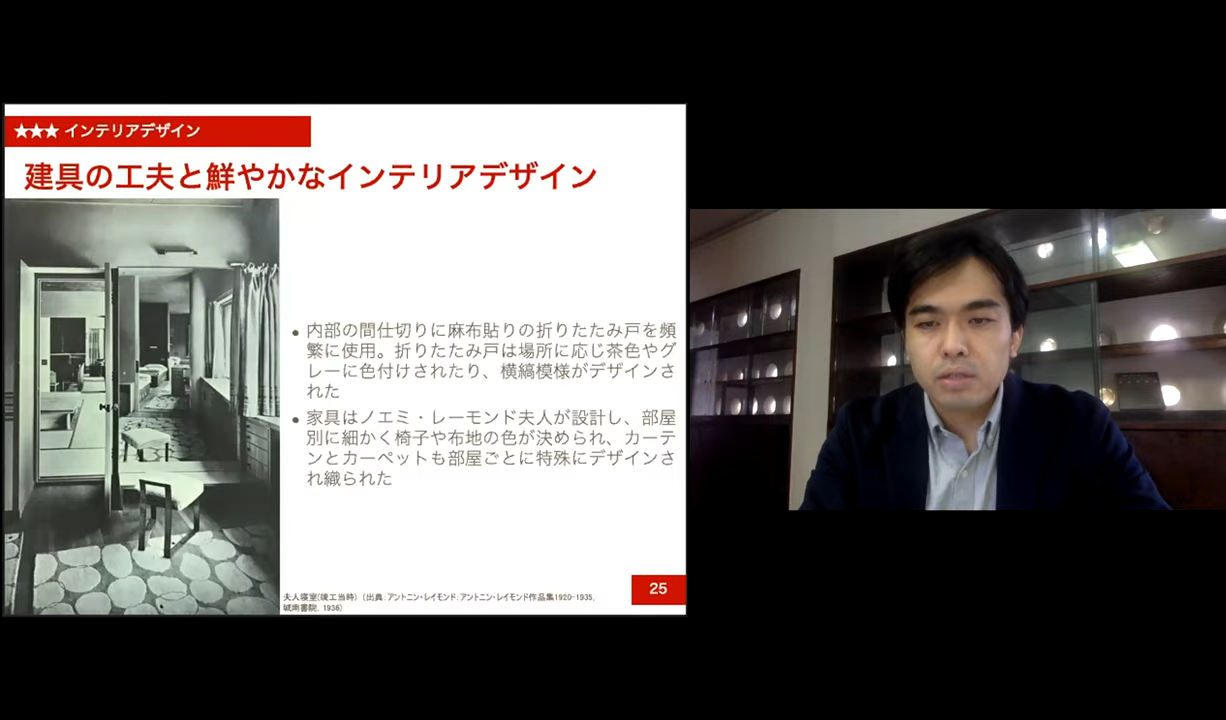 ★★★ インテリアデザイン
建具の工夫と鮮やかなインテリアデザイン
• 内部の間仕切りに麻布貼りの折りたたみ戸を頻
繁に使用。折りたたみ戸は場所に応じ茶色やグ
レーに色付けされたり、横縞模様がデザインさ
れた
• 家具はノエミ・レーモンド夫人が設計し、部屋
別に細かく椅子や布地の色が決められ、カーテ
ンとカーペットも部屋ごとに特殊にデザインさ
れ織られた
夫人寝室(竣工当時) (出典：アントニン・レイモンド：アントニン・レイモンド作品集1920-1935,
城南書院, 1936)
25